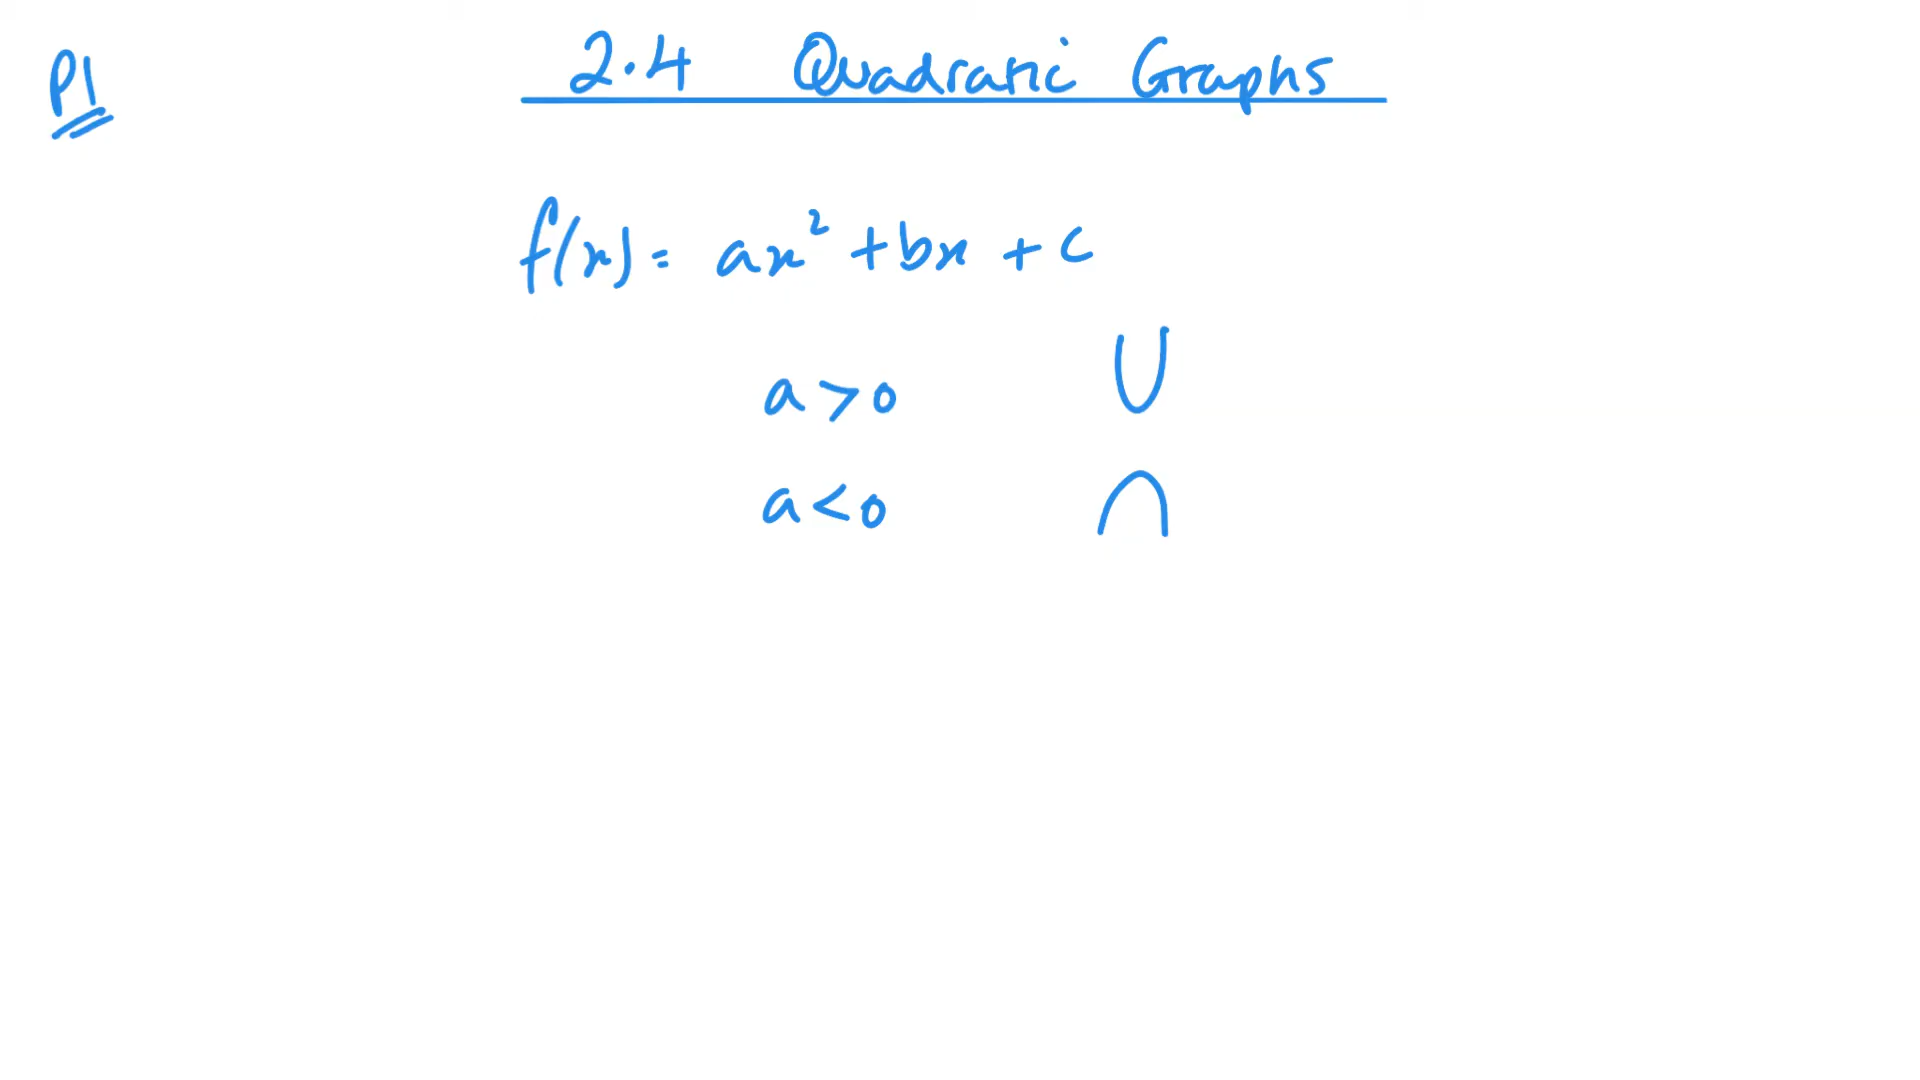 P1
2.4 Quadratic Graphs
f(x) = ax² + bx + c
a > 0
a < 0